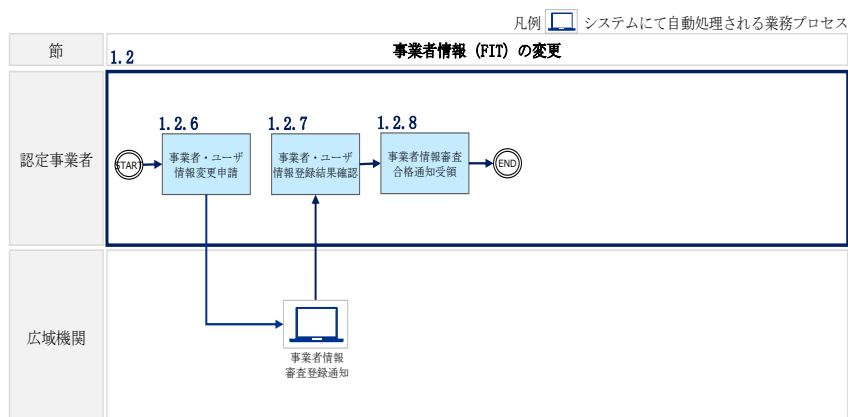 凡例 システムにて自動処理される業務プロセス
節
1.2
事業者情報 (FIT) の変更
認定事業者
START
1.2.6
事業者・ユーザ
情報変更申請
1.2.7
事業者・ユーザ
情報登録結果確認
1.2.8
事業者情報審査
合格通知受領
END
広域機関
事業者情報
審査登録通知